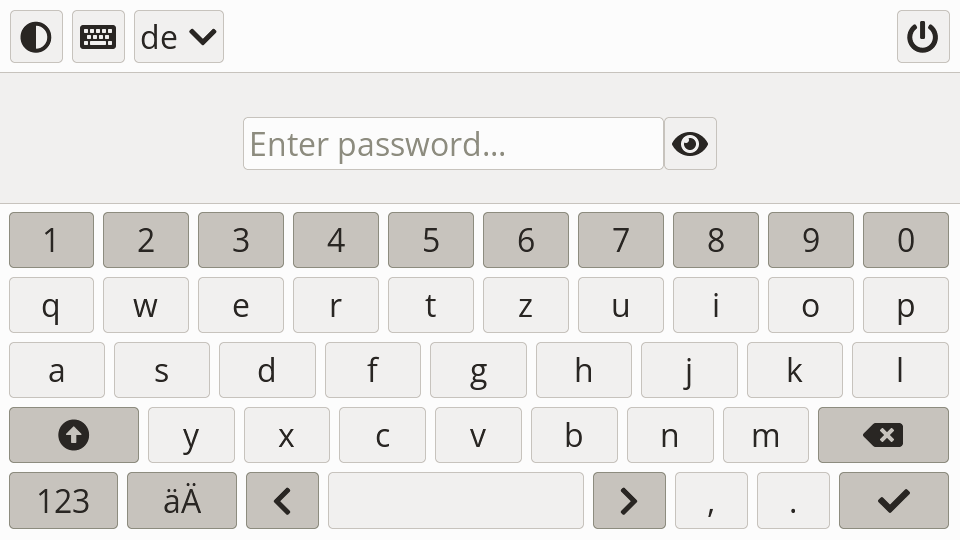 de
Enter password...
1 2 3 4 5 6 7 8 9 0
q w e r t z u i o p
a s d f g h j k l
y x c v b n m
123 äÄ , .